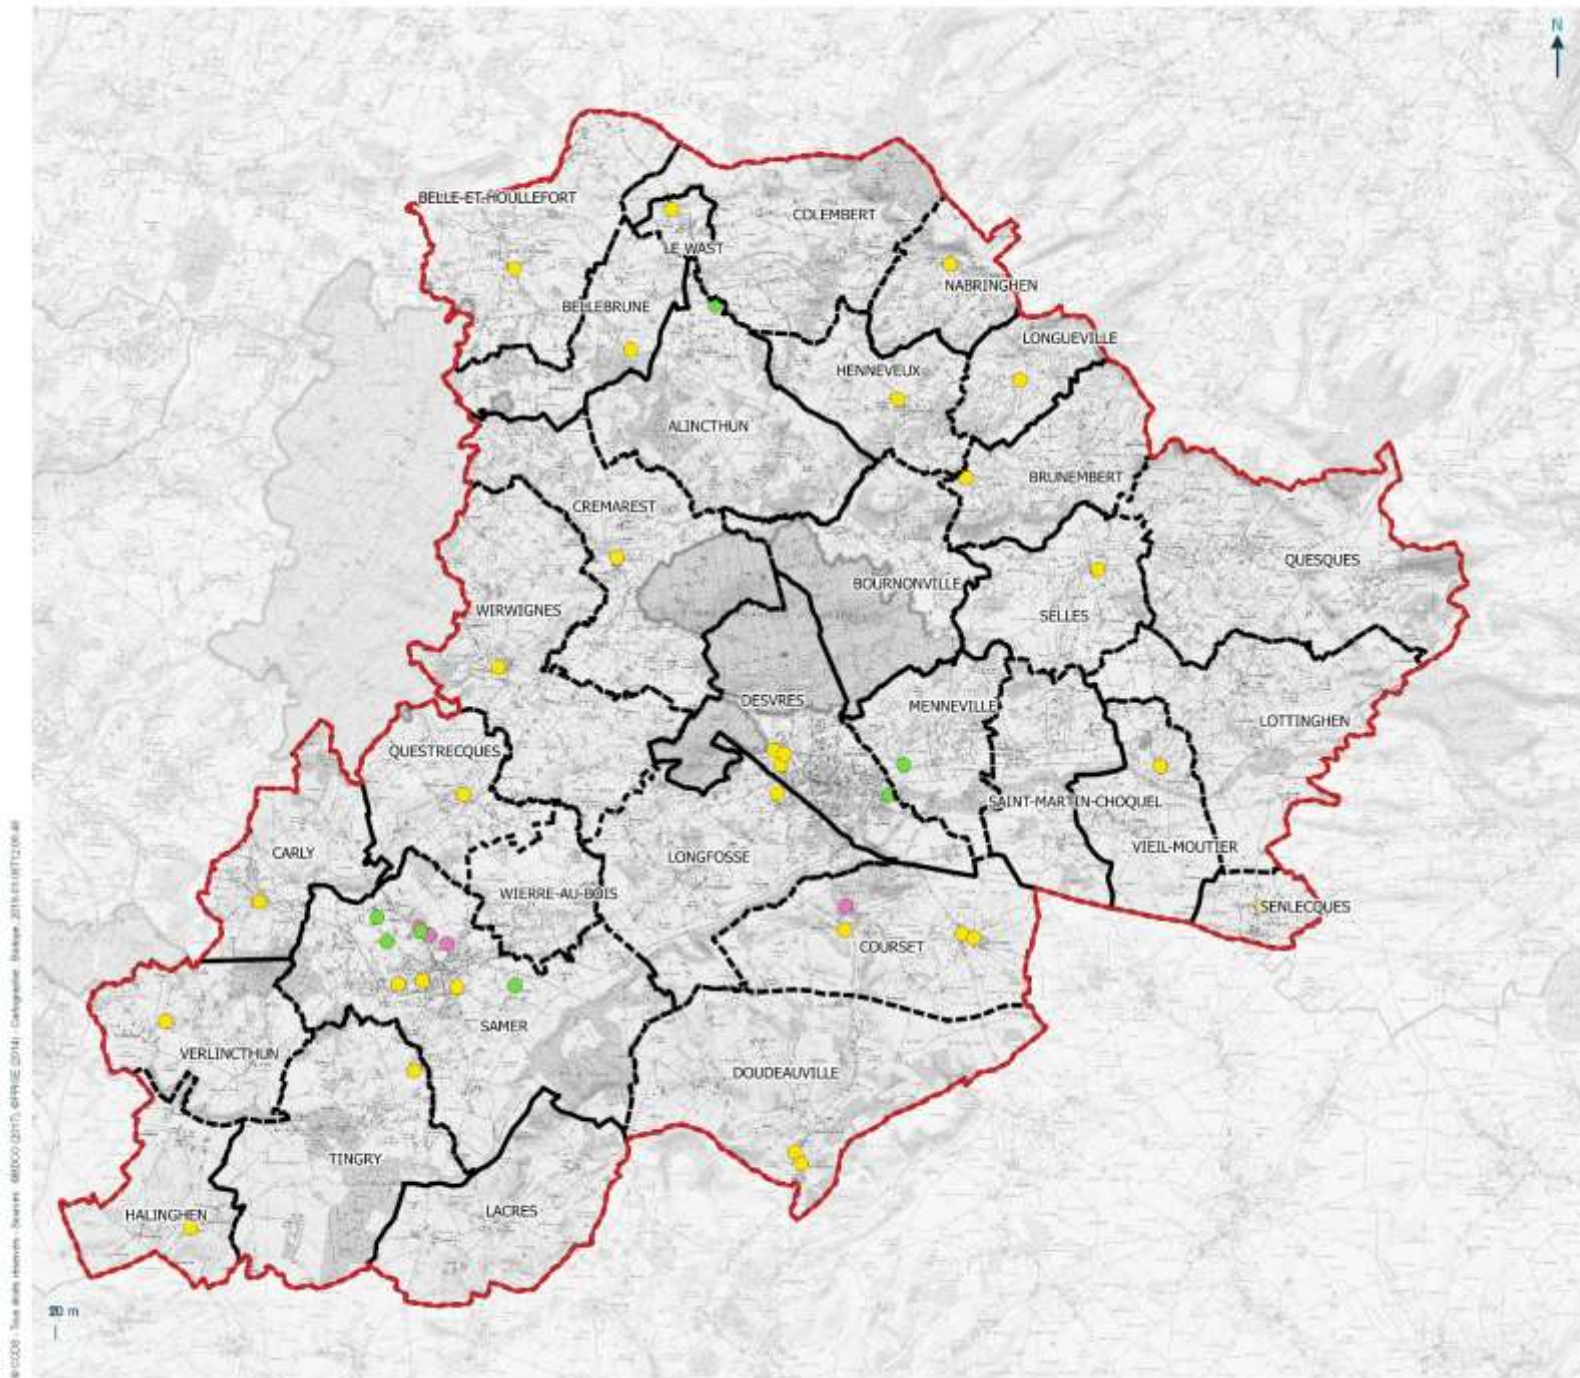 N
BELLE-ET-HOULLEFORT
COLEMBERT
LE WAST
NABRINGHEN
BELLEBRUNE
LONGUEVILLE
HENNEVEUX
ALINCTHUN
BRUNEMBERT
CREMAREST
QUESQUES
BOURNONVILLE
WIRWIGNES
SELLES
DESVRES
MENNEVILLE
LOTTINGHEN
QUESTRECQUES
SAINT-MARTIN-CHOQUEL
VIEIL-MOUTIER
CARLY
LONGFOSSE
WIERRE-AU-BOIS
SENLECQUES
COURSET
SAMER
VERLINCTHUN
DOUDEAUVILLE
TINGRY
LACRES
HALINGHEN